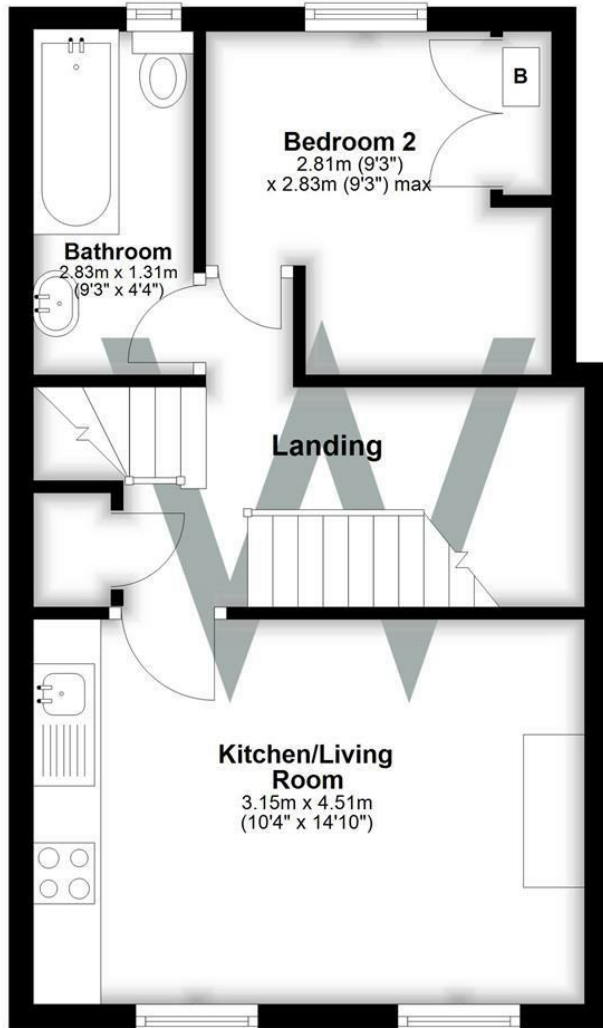 B
Bedroom 2
2.81m (9'3")
x 2.83m (9'3") max
Bathroom
2.83m x 1.31m
(9'3" x 4'4")
Landing
W
Kitchen/Living
Room
3.15m x 4.51m
(10'4" x 14'10")